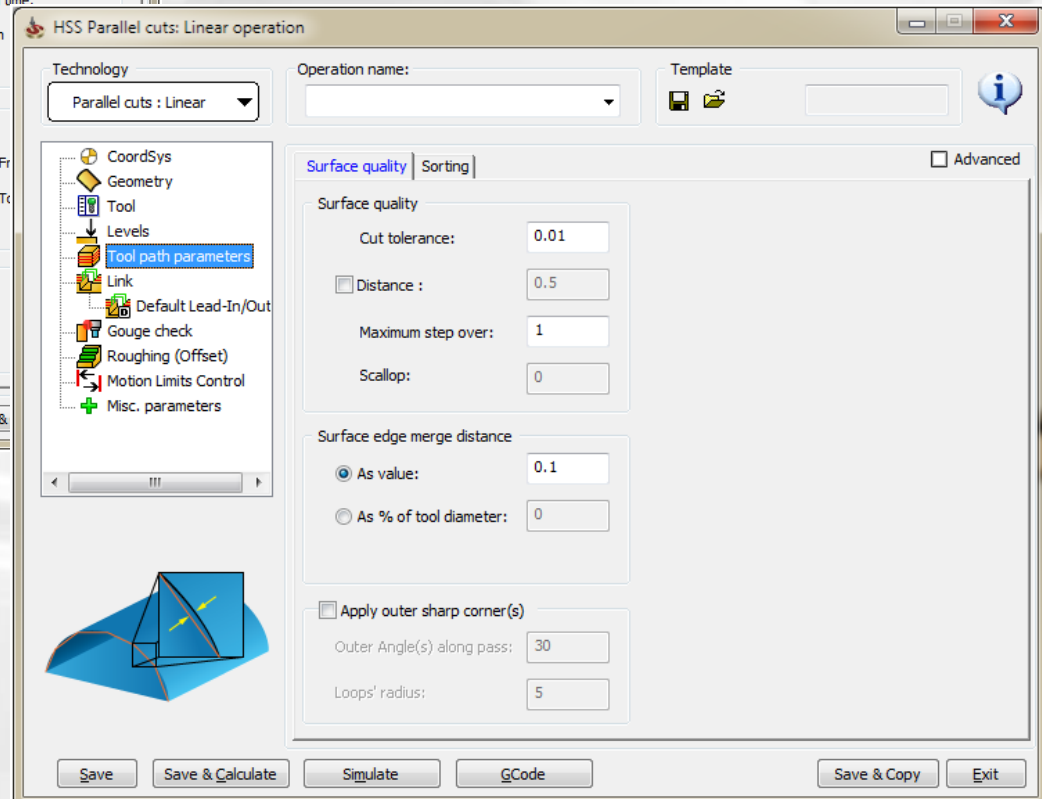 ome:
HSS Parallel cuts: Linear operation
Technology
Operation name:
Template
Parallel cuts : Linear
CoordSys
Geometry
Tool
Levels
Tool path parameters
Link
Default Lead-In/Out
Gouge check
Roughing (Offset)
Motion Limits Control
Misc. parameters
Fr
To
&
Surface quality
Sorting
Advanced
Surface quality
Cut tolerance: 0.01
Distance : 0.5
Maximum step over: 1
Scallop: 0
Surface edge merge distance
As value: 0.1
As % of tool diameter: 0
Apply outer sharp corner(s)
Outer Angle(s) along pass: 30
Loops' radius: 5
Save
Save & Calculate
Simulate
GCode
Save & Copy
Exit